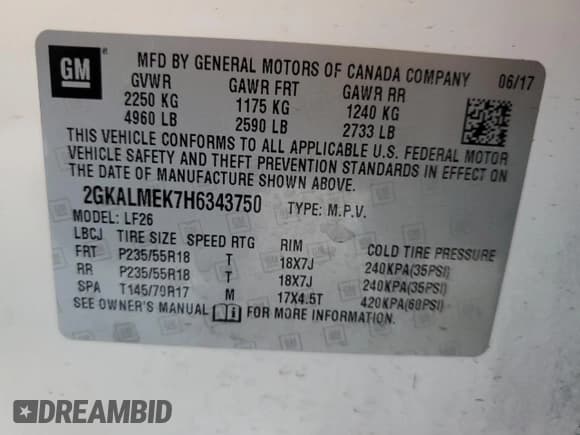 GM
MFD BY GENERAL MOTORS OF CANADA COMPANY 06/17
GVWR GAWR FRT GAWR RR
2250 KG 1175 KG 1240 KG
4960 LB 2590 LB 2733 LB
THIS VEHICLE CONFORMS TO ALL APPLICABLE U.S. FEDERAL MOTOR
VEHICLE SAFETY AND THEFT PREVENTION STANDARDS IN EFFECT ON
THE DATE OF MANUFACTURE SHOWN ABOVE.
2GKALMEK7H6343750 TYPE: M.P.V.
MODEL: LF26
LBCJ TIRE SIZE SPEED RTG RIM COLD TIRE PRESSURE
FRT P235/55R18 T 18X7J 240KPA(35PSI)
RR P235/55R18 T 18X7J 240KPA(35PSI)
SPA T145/70R17 M 17X4.5T 420KPA(60PSI)
SEE OWNER'S MANUAL FOR MORE INFORMATION.
DREAMBID